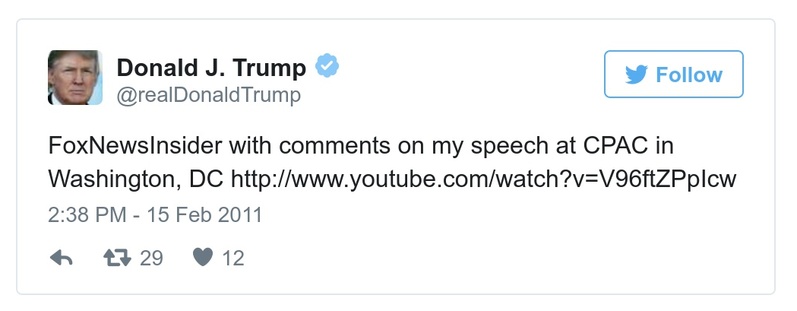 Donald J. Trump
@realDonaldTrump
Follow
FoxNewsInsider with comments on my speech at CPAC in
Washington, DC http://www.youtube.com/watch?v=V96ftZPpIcw
2:38 PM - 15 Feb 2011
29 12